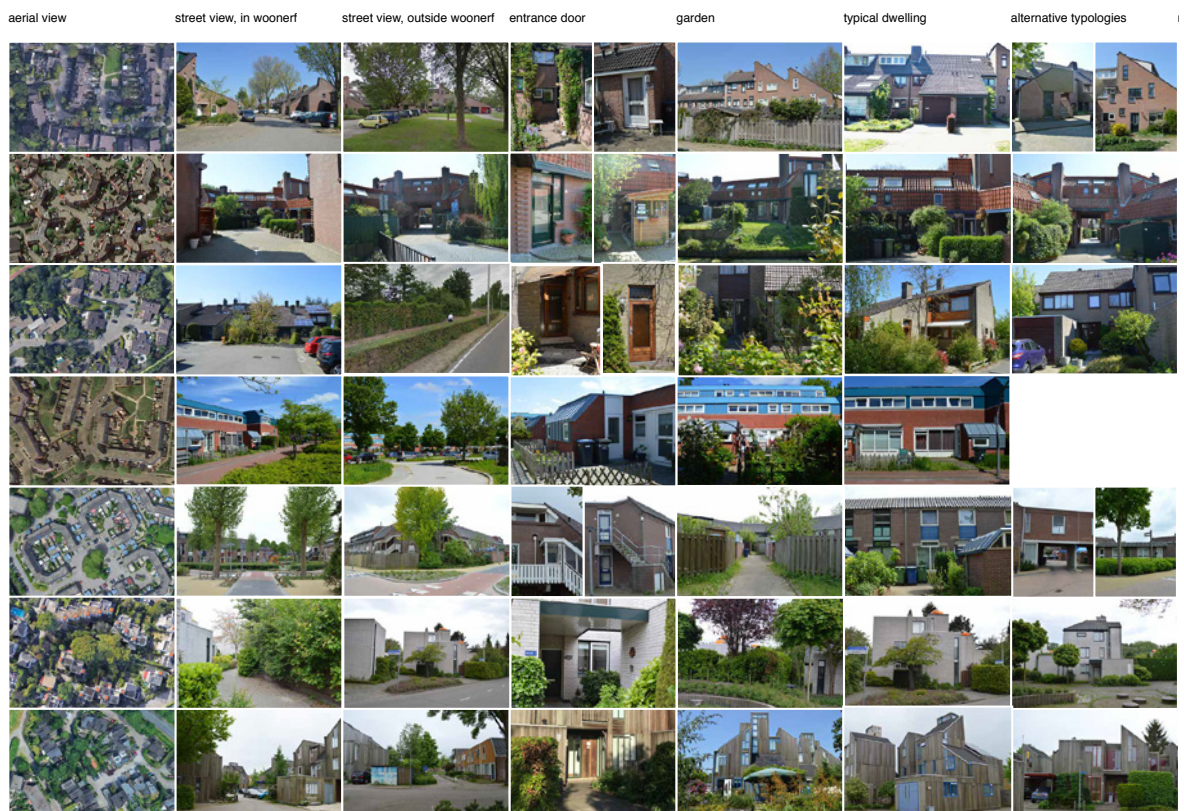 aerial view
street view, in woonerf
street view, outside woonerf
entrance door
garden
typical dwelling
alternative typologies